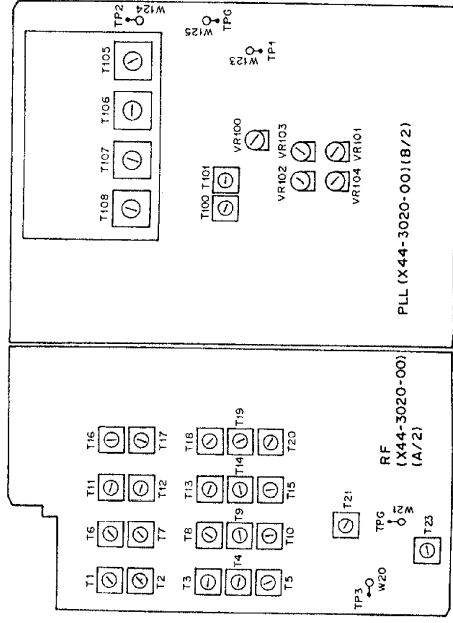 TP2
W124
TPG
W125
W123
TP1
T105
T106
T107
T108
VR100
T101
T100
VR103
VR101
VR102
VR104
PLL (X44-3020-00)(B/2)
T16
T17
T18
T19
T20
T11
T12
T13
T14
T15
T6
T7
T8
T9
T10
T1
T2
T3
T4
T5
RF
(X44-3020-00)
(A/2)
T21
TPG
W21
T23
TP3
W20